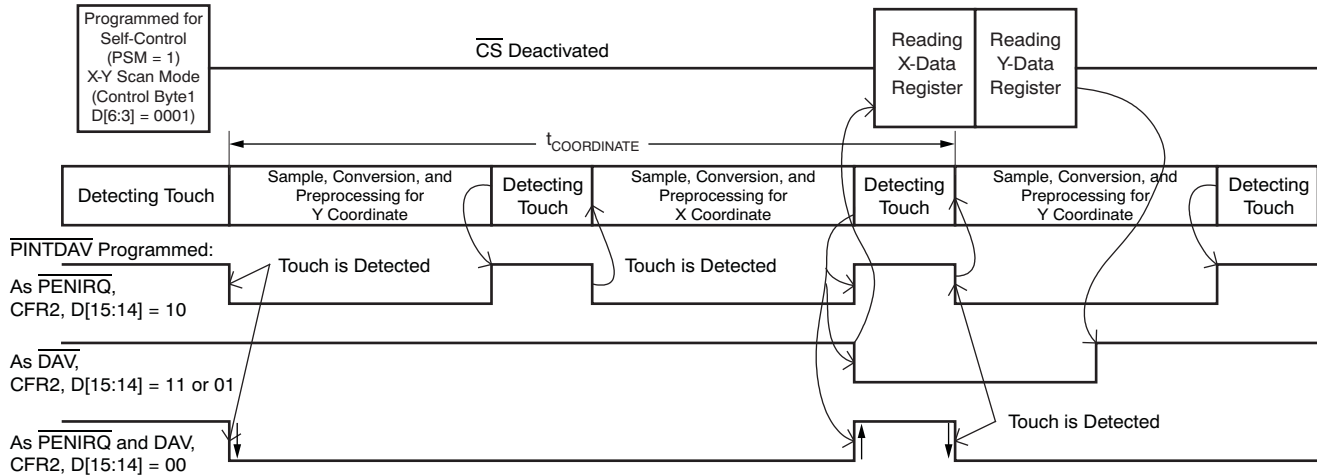 Programmed for
Self-Control
(PSM = 1)
X-Y Scan Mode
(Control Byte1
D[6:3] = 0001)
CS Deactivated
Reading
X-Data
Register
Reading
Y-Data
Register
tCOORDINATE
Detecting Touch
Sample, Conversion, and
Preprocessing for
Y Coordinate
Detecting
Touch
Sample, Conversion, and
Preprocessing for
X Coordinate
Detecting
Touch
Sample, Conversion, and
Preprocessing for
Y Coordinate
Detecting
Touch
PINTDAV Programmed:
Touch is Detected
Touch is Detected
As PENIRQ,
CFR2, D[15:14] = 10
As DAV,
CFR2, D[15:14] = 11 or 01
Touch is Detected
As PENIRQ and DAV,
CFR2, D[15:14] = 00